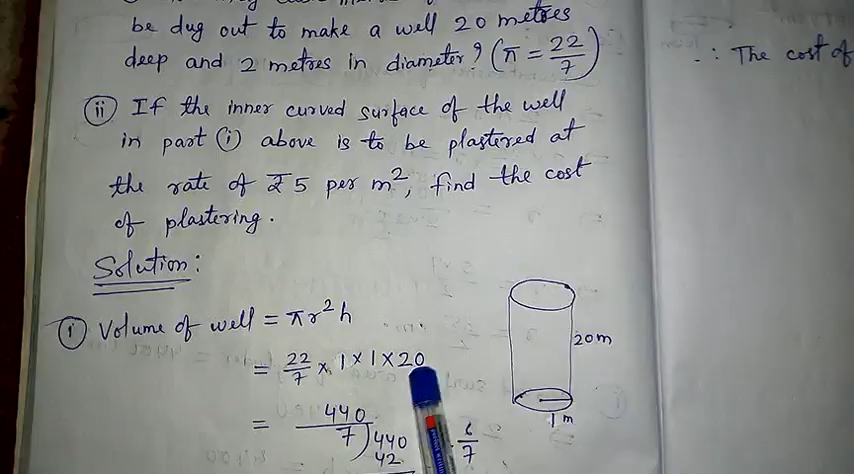 be dug out to make a well 20 metres
deep and 2 metres in diameter? (π = 22/7)
(ii) If the inner curved surface of the well
in part (i) above is to be plastered at
the rate of ₹5 per m², find the cost
of plastering.
Solution:
(i) Volume of well = πr²h
= 22/7 × 1 × 1 × 20
= 440
7)440
42
6/7
20m
1m
∴ The cost of